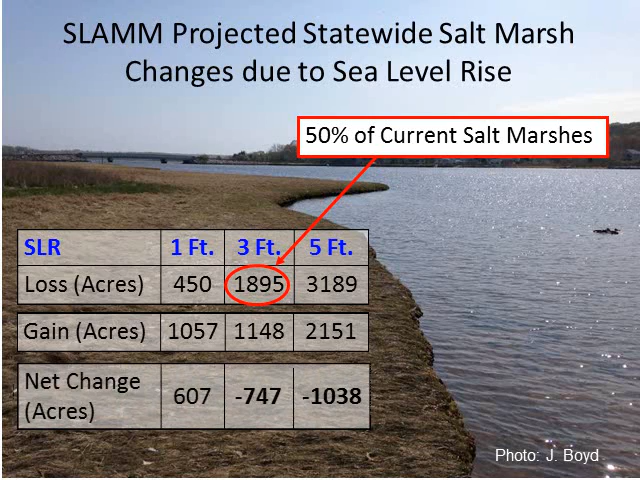 SLAMM Projected Statewide Salt Marsh
Changes due to Sea Level Rise
50% of Current Salt Marshes
SLR 1 Ft. 3 Ft. 5 Ft.
Loss (Acres) 450 1895 3189
Gain (Acres) 1057 1148 2151
Net Change
(Acres) 607 -747 -1038
Photo: J. Boyd